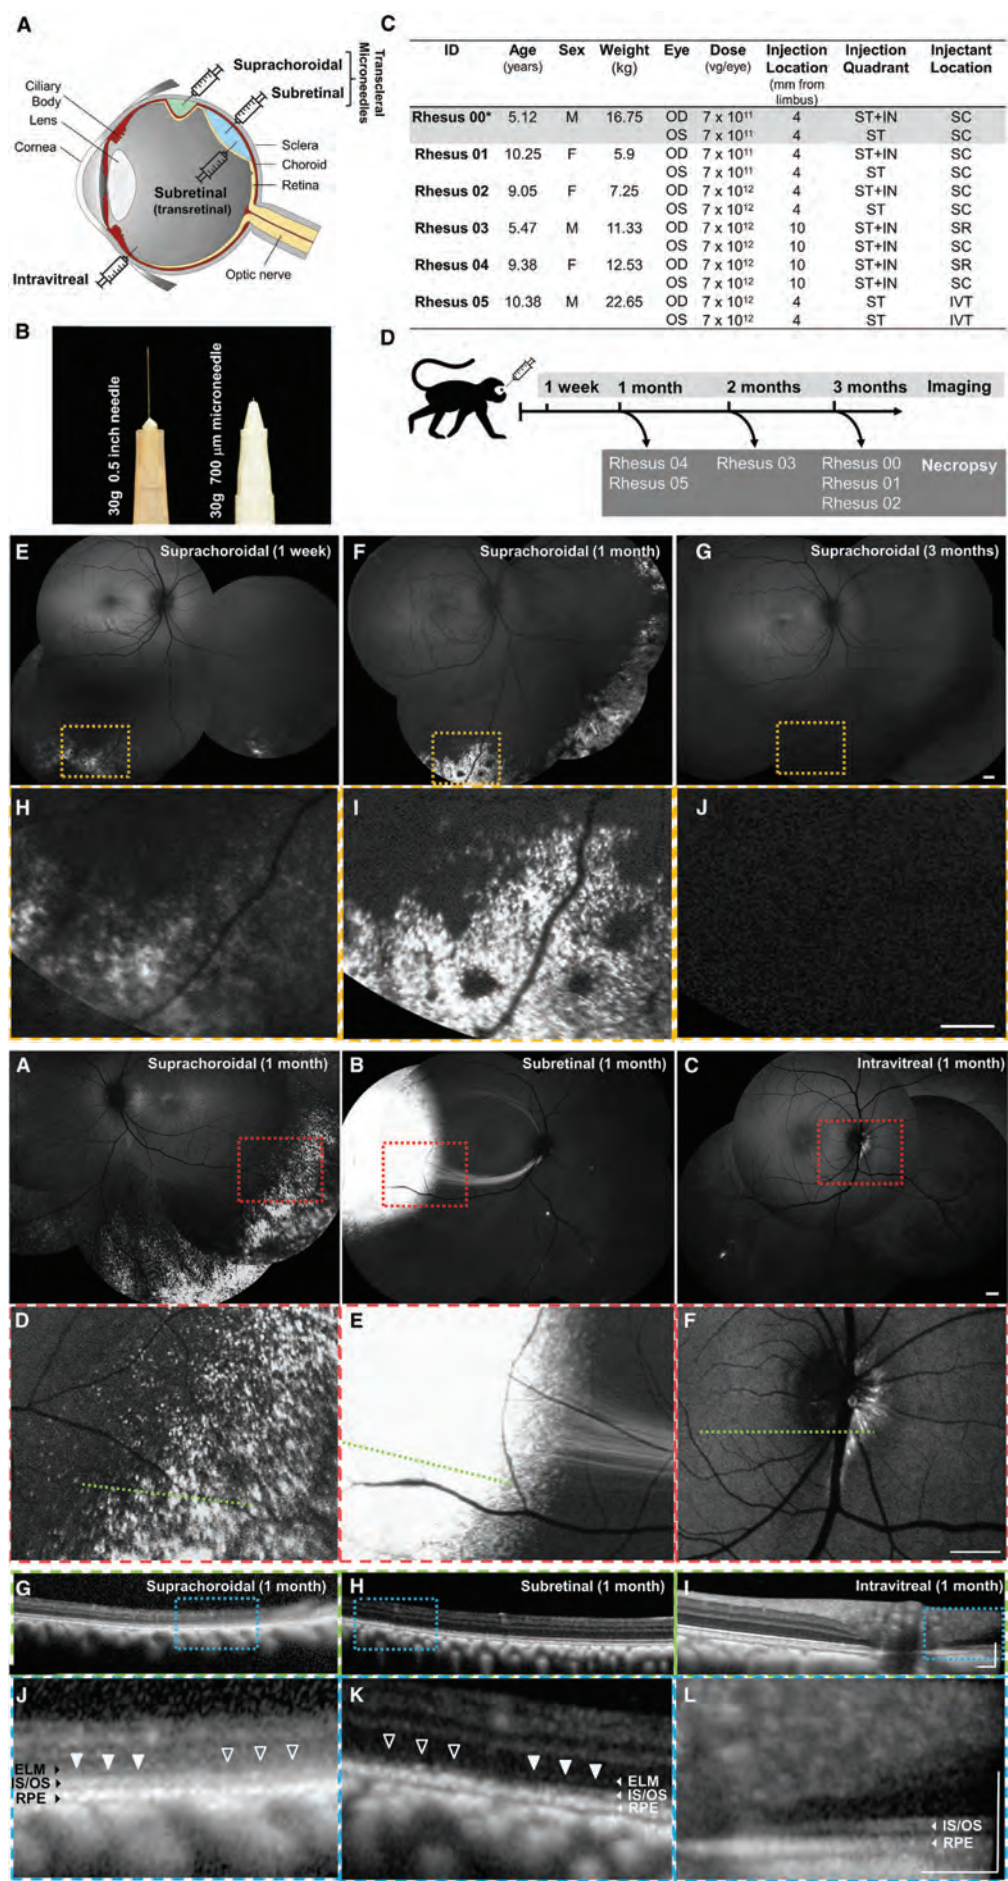 A
Suprachoroidal
Subretinal
Transcleral
Microneedles
Ciliary
Body
Lens
Cornea
Sclera
Choroid
Retina
Subretinal
(transretinal)
Intravitreal
Optic nerve
B
30g 0.5 inch needle
30g 700 µm microneedle
C
ID Age (years) Sex Weight (kg) Eye Dose (vg/eye) Injection Location (mm from limbus) Injection Quadrant Injectant Location
Rhesus 00* 5.12 M 16.75 OD 7 x 10¹¹ 4 ST+IN SC
OS 7 x 10¹¹ 4 ST SC
Rhesus 01 10.25 F 5.9 OD 7 x 10¹¹ 4 ST+IN SC
OS 7 x 10¹¹ 4 ST SC
Rhesus 02 9.05 F 7.25 OD 7 x 10¹² 4 ST+IN SC
OS 7 x 10¹² 4 ST SC
Rhesus 03 5.47 M 11.33 OD 7 x 10¹² 10 ST+IN SR
OS 7 x 10¹² 10 ST+IN SC
Rhesus 04 9.38 F 12.53 OD 7 x 10¹² 10 ST+IN SR
OS 7 x 10¹² 10 ST+IN SC
Rhesus 05 10.38 M 22.65 OD 7 x 10¹² 4 ST IVT
OS 7 x 10¹² 4 ST IVT
D
1 week 1 month 2 months 3 months Imaging
Rhesus 04 Rhesus 03 Rhesus 00 Necropsy
Rhesus 05 Rhesus 01
Rhesus 02
E Suprachoroidal (1 week)
F Suprachoroidal (1 month)
G Suprachoroidal (3 months)
H
I
J
A Suprachoroidal (1 month)
B Subretinal (1 month)
C Intravitreal (1 month)
D
E
F
G Suprachoroidal (1 month)
H Subretinal (1 month)
I Intravitreal (1 month)
J
ELM
IS/OS
RPE
K
ELM
IS/OS
RPE
L
IS/OS
RPE